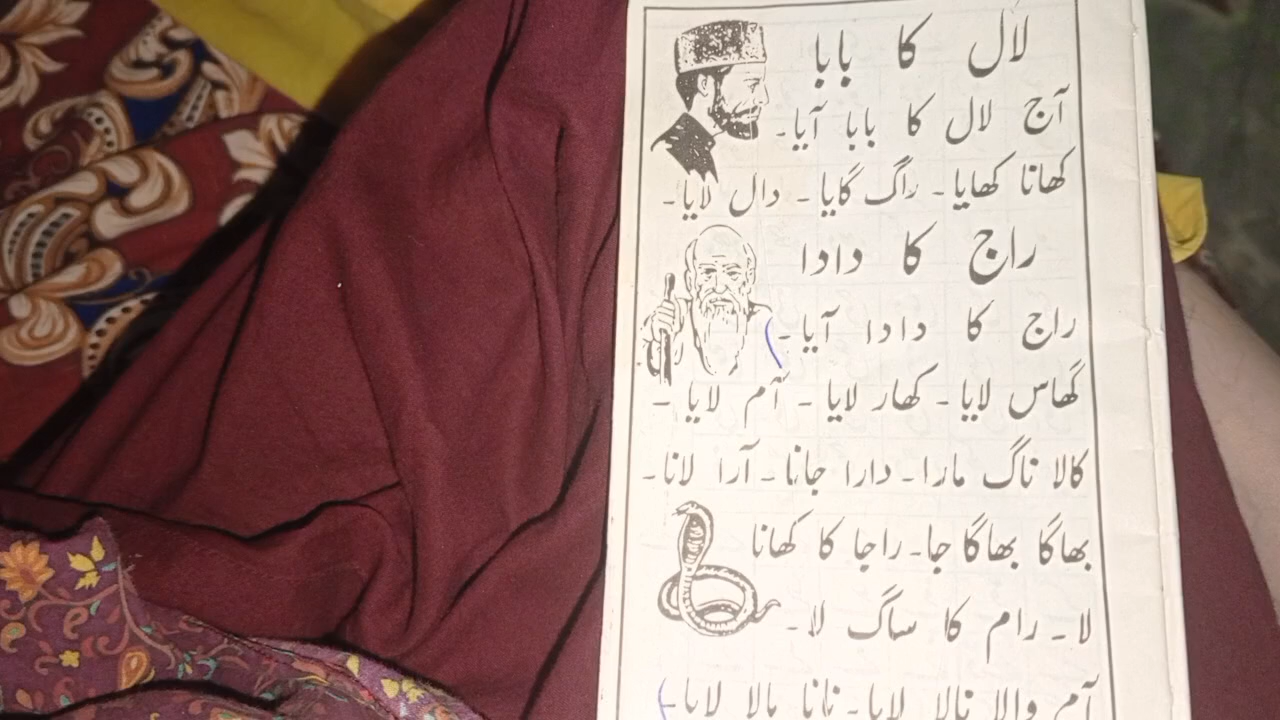 لال کا بابا
آج لال کا بابا آیا۔
کھانا کھایا۔ راگ گایا۔ دال لایا۔
راج کا دادا
راج کا دادا آیا۔
گھاس لایا۔ کھار لایا۔ آم لایا۔
کالا ناگ مارا۔ دارا جانا۔ آرا لانا۔
بھاگا بھاگا جا۔ راجا کا کھانا
لا۔ رام کا ساگ لا۔
آم والا تالا لایا۔ نانا بالا لایا۔